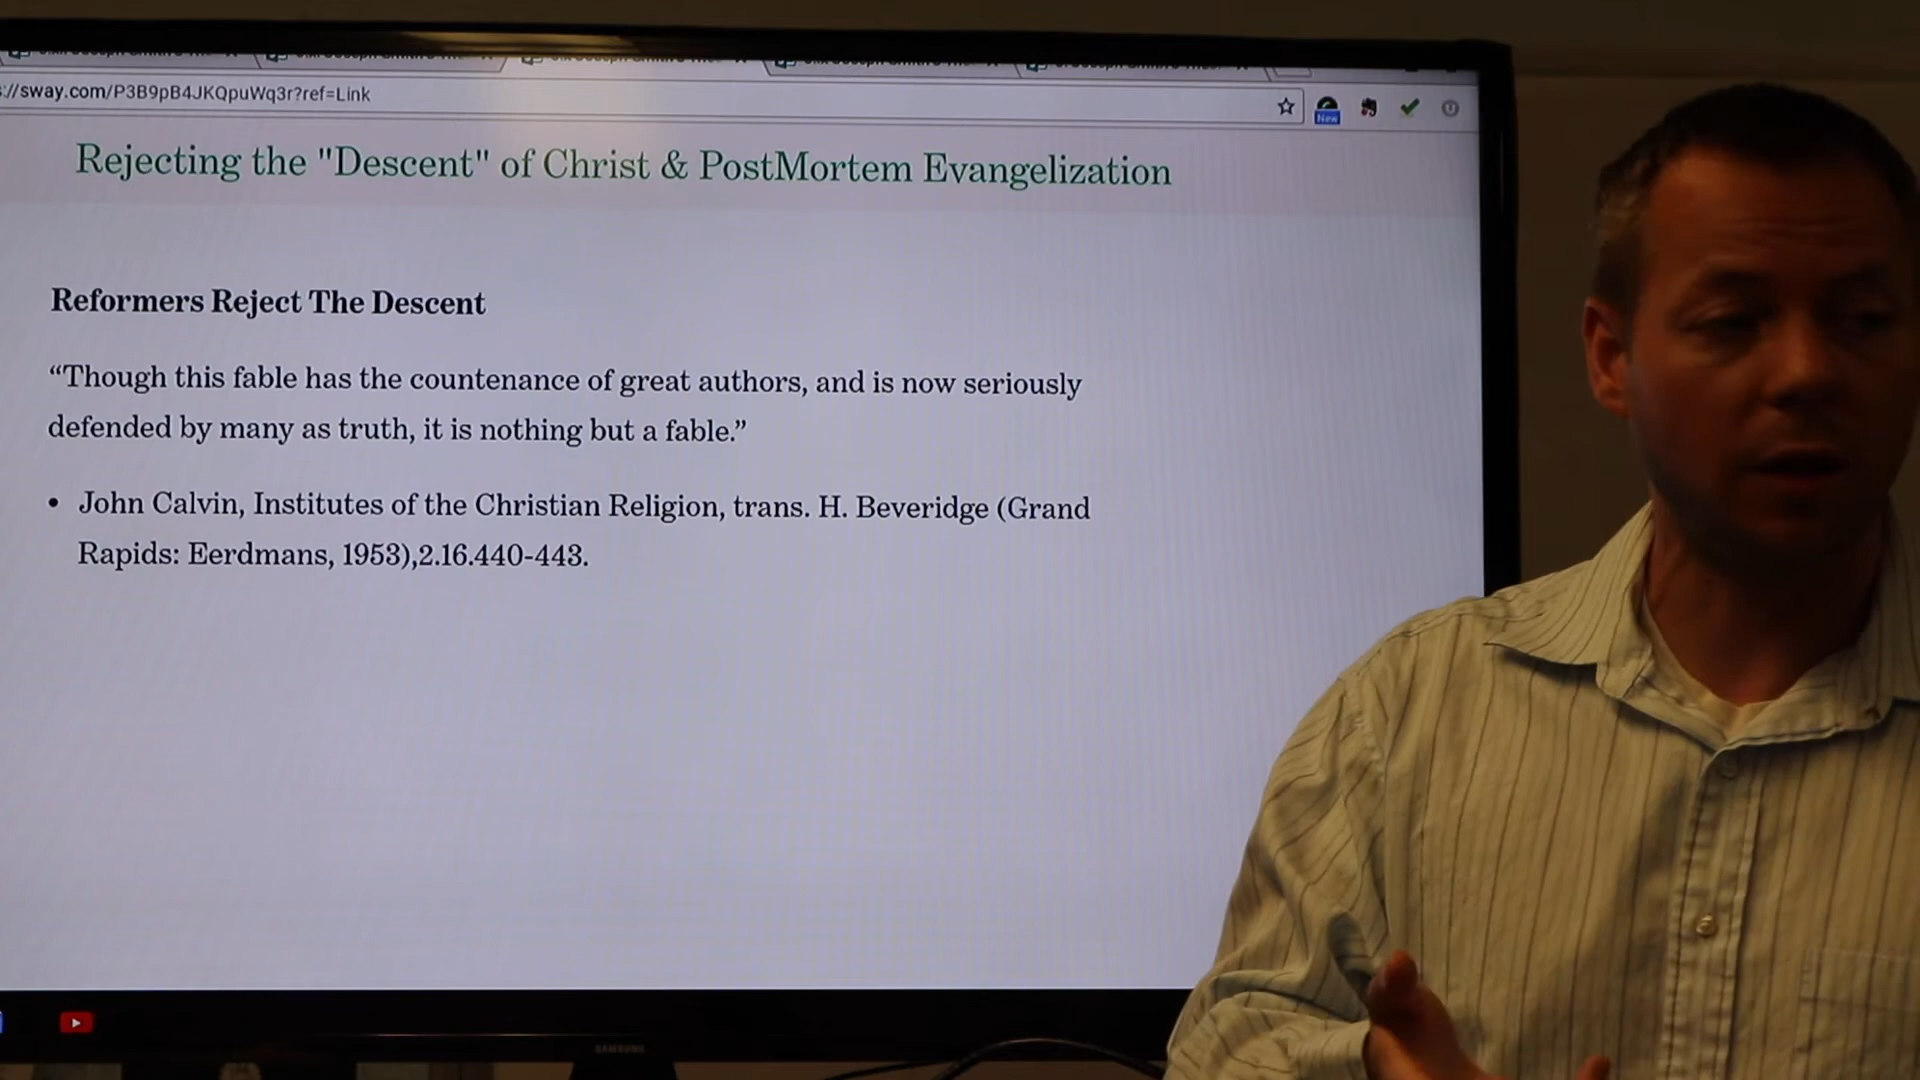 ://sway.com/P3B9pB4JKQpuWq3r?ref=Link
New
Rejecting the "Descent" of Christ & PostMortem Evangelization
Reformers Reject The Descent
“Though this fable has the countenance of great authors, and is now seriously
defended by many as truth, it is nothing but a fable.”
• John Calvin, Institutes of the Christian Religion, trans. H. Beveridge (Grand
Rapids: Eerdmans, 1953),2.16.440-443.
SAMSUNG